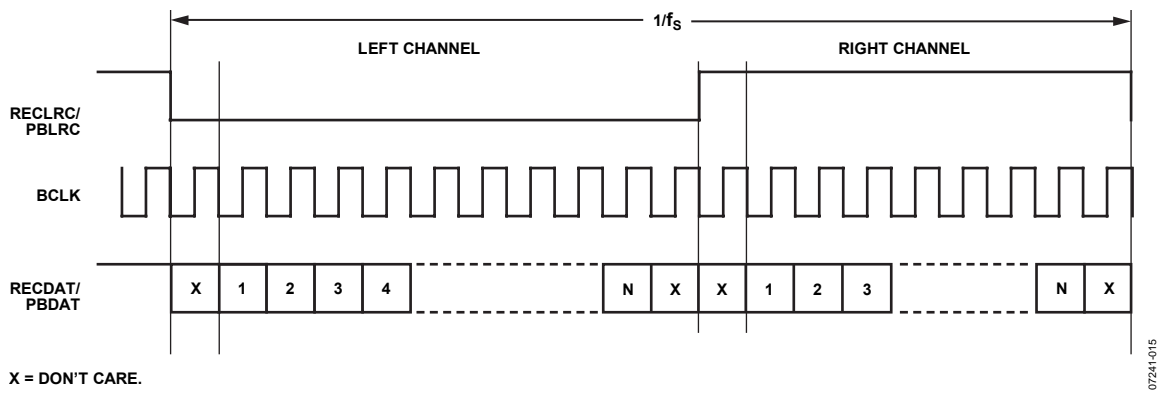 1/fS
LEFT CHANNEL
RIGHT CHANNEL
RECLRC/
PBLRC
BCLK
RECDAT/
PBDAT
X 1 2 3 4 N X X 1 2 3 N X
X = DON'T CARE.
07241-015